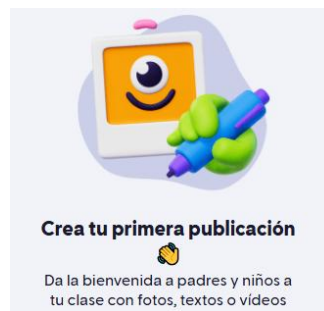 Crea tu primera publicación
👏
Da la bienvenida a padres y niños a
tu clase con fotos, textos o vídeos